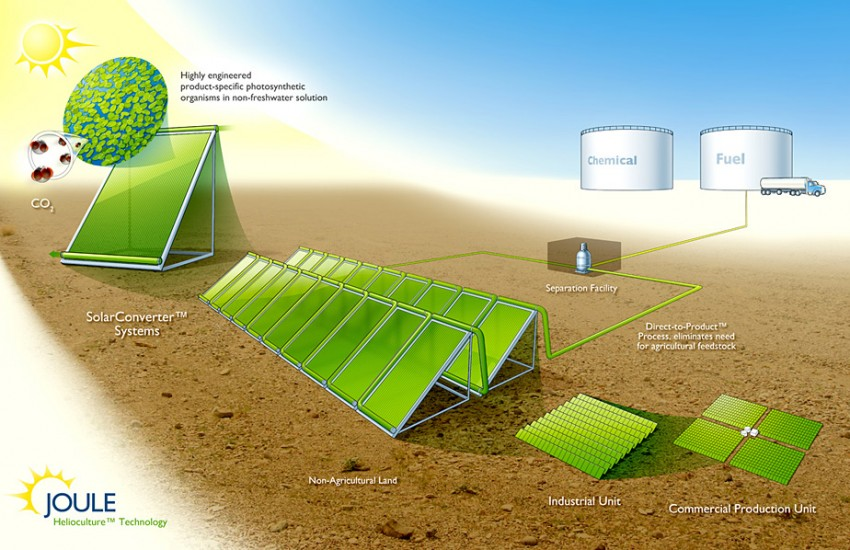 Highly engineered
product-specific photosynthetic
organisms in non-freshwater solution
CO2
Chemical
Fuel
SolarConverter™
Systems
Separation Facility
Direct-to-Product™
Process, eliminates need
for agricultural feedstock
Non-Agricultural Land
Industrial Unit
Commercial Production Unit
JOULE
Helioculture™ Technology